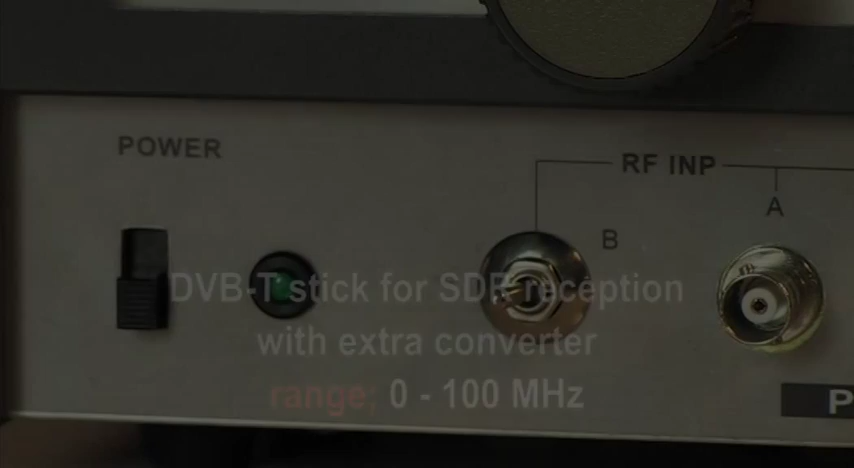 POWER
RF INP
A
B
DVB-T stick for SDR reception
with extra converter
range; 0 - 100 MHz
P